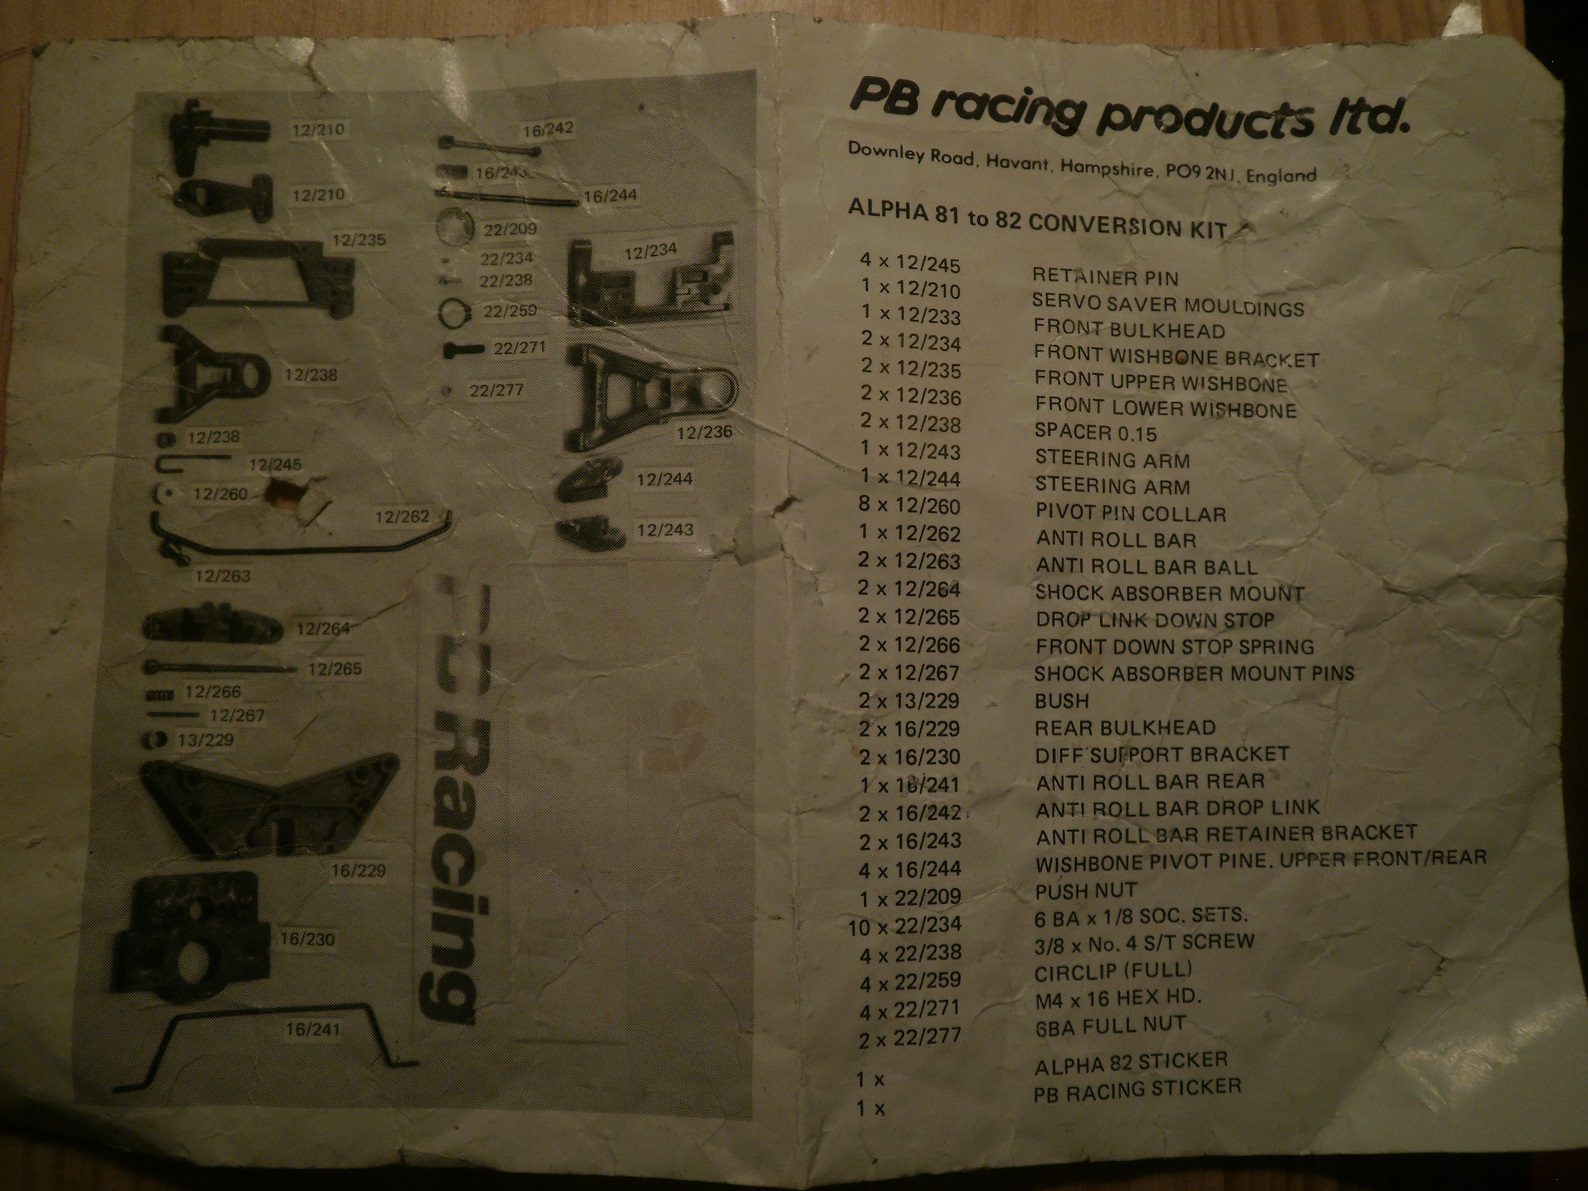 12/210
12/210
12/235
12/238
12/238
12/245
12/260
12/262
12/263
12/264
12/265
12/266
12/267
13/229
16/229
16/230
16/241
16/242
16/243
16/244
22/209
22/234
22/238
22/259
22/271
22/277
12/234
12/236
12/244
12/243
Racing
PB racing products ltd.
Downley Road, Havant, Hampshire, PO9 2NJ, England
ALPHA 81 to 82 CONVERSION KIT
4 x 12/245 RETAINER PIN
1 x 12/210 SERVO SAVER MOULDINGS
1 x 12/233 FRONT BULKHEAD
2 x 12/234 FRONT WISHBONE BRACKET
2 x 12/235 FRONT UPPER WISHBONE
2 x 12/236 FRONT LOWER WISHBONE
2 x 12/238 SPACER 0.15
1 x 12/243 STEERING ARM
1 x 12/244 STEERING ARM
8 x 12/260 PIVOT PIN COLLAR
1 x 12/262 ANTI ROLL BAR
2 x 12/263 ANTI ROLL BAR BALL
2 x 12/264 SHOCK ABSORBER MOUNT
2 x 12/265 DROP LINK DOWN STOP
2 x 12/266 FRONT DOWN STOP SPRING
2 x 12/267 SHOCK ABSORBER MOUNT PINS
2 x 13/229 BUSH
2 x 16/229 REAR BULKHEAD
2 x 16/230 DIFF SUPPORT BRACKET
1 x 16/241 ANTI ROLL BAR REAR
2 x 16/242 ANTI ROLL BAR DROP LINK
2 x 16/243 ANTI ROLL BAR RETAINER BRACKET
4 x 16/244 WISHBONE PIVOT PINE. UPPER FRONT/REAR
1 x 22/209 PUSH NUT
10 x 22/234 6 BA x 1/8 SOC. SETS.
4 x 22/238 3/8 x No. 4 S/T SCREW
4 x 22/259 CIRCLIP (FULL)
4 x 22/271 M4 x 16 HEX HD.
2 x 22/277 6BA FULL NUT
1 x ALPHA 82 STICKER
1 x PB RACING STICKER